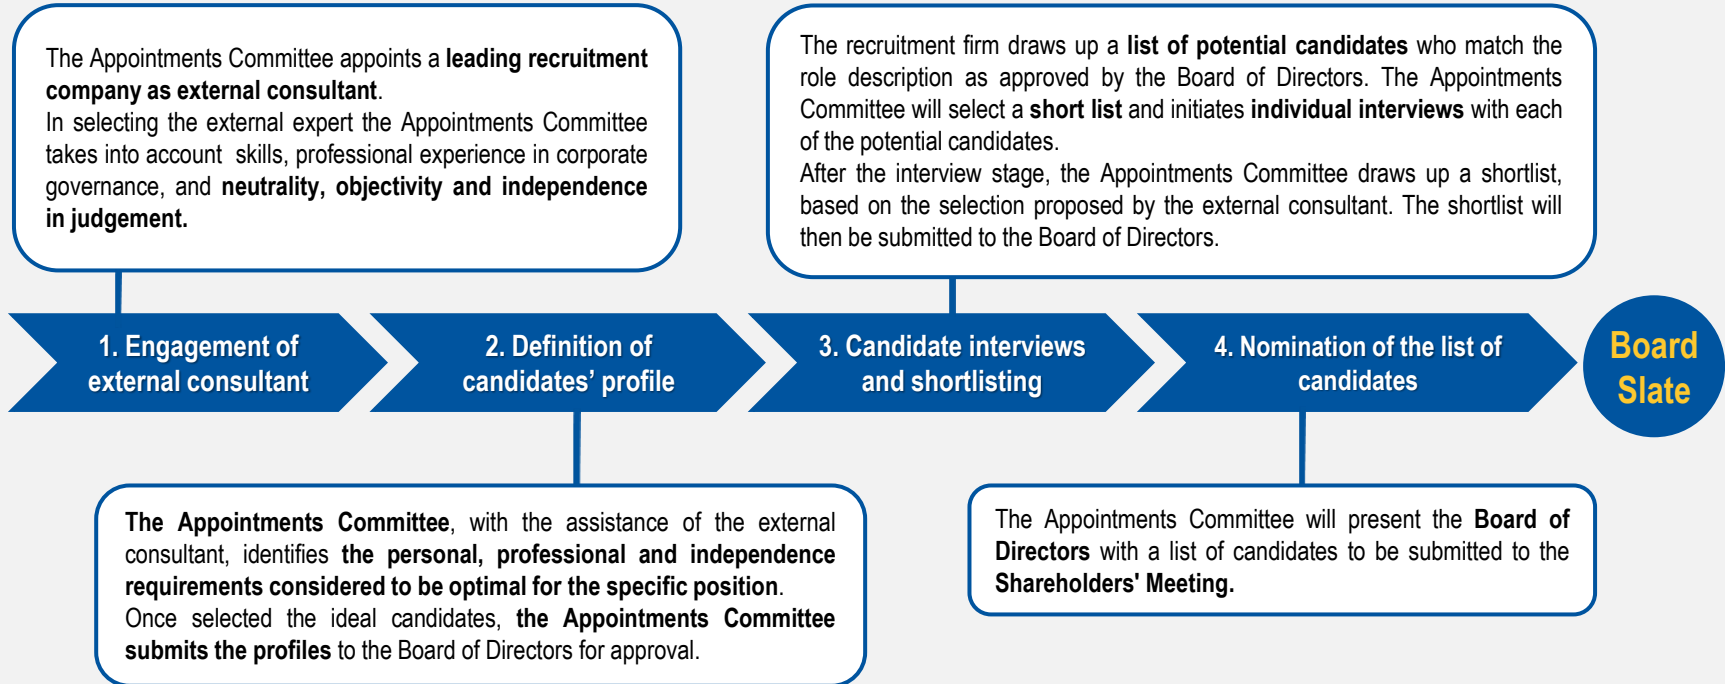 The Appointments Committee appoints a leading recruitment
company as external consultant.
In selecting the external expert the Appointments Committee
takes into account skills, professional experience in corporate
governance, and neutrality, objectivity and independence
in judgement.
The recruitment firm draws up a list of potential candidates who match the
role description as approved by the Board of Directors. The Appointments
Committee will select a short list and initiates individual interviews with each
of the potential candidates.
After the interview stage, the Appointments Committee draws up a shortlist,
based on the selection proposed by the external consultant. The shortlist will
then be submitted to the Board of Directors.
1. Engagement of
external consultant
2. Definition of
candidates’ profile
3. Candidate interviews
and shortlisting
4. Nomination of the list of
candidates
Board
Slate
The Appointments Committee, with the assistance of the external
consultant, identifies the personal, professional and independence
requirements considered to be optimal for the specific position.
Once selected the ideal candidates, the Appointments Committee
submits the profiles to the Board of Directors for approval.
The Appointments Committee will present the Board of
Directors with a list of candidates to be submitted to the
Shareholders' Meeting.